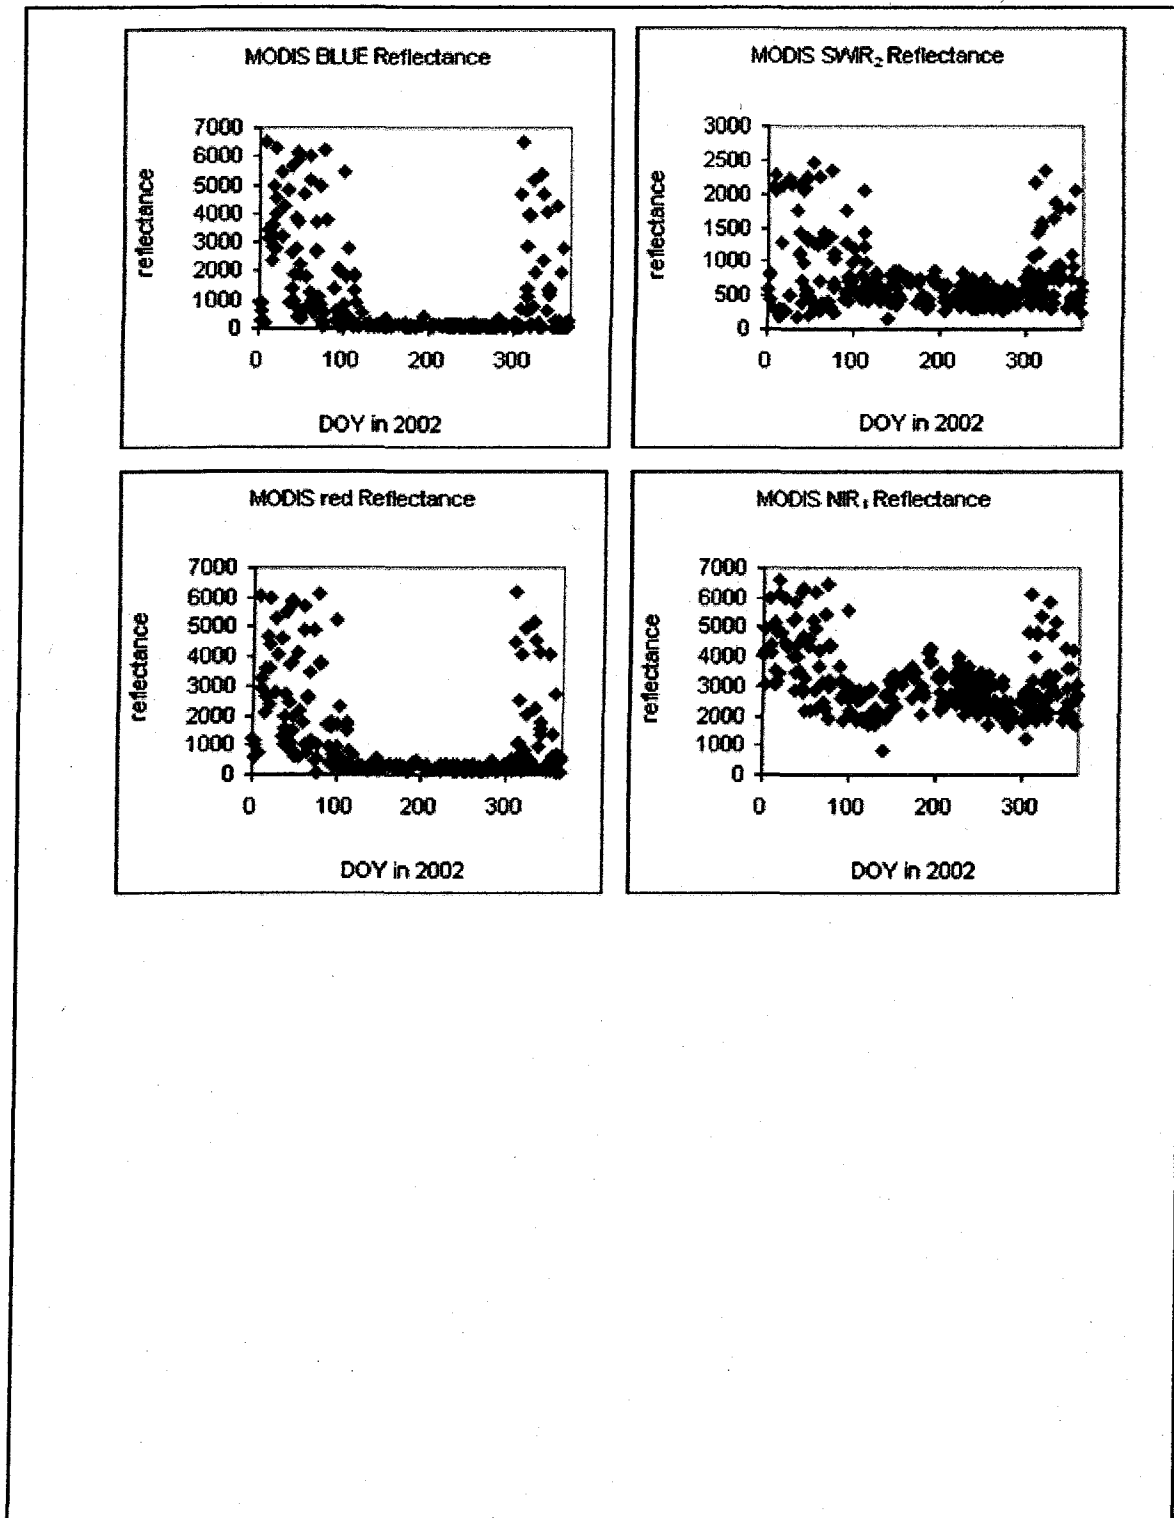 MODIS BLUE Reflectance
reflectance
7000
6000
5000
4000
3000
2000
1000
0
0 100 200 300
DOY in 2002
MODIS SWIR₂ Reflectance
reflectance
3000
2500
2000
1500
1000
500
0
0 100 200 300
DOY in 2002
MODIS red Reflectance
reflectance
7000
6000
5000
4000
3000
2000
1000
0
0 100 200 300
DOY in 2002
MODIS NIR₁ Reflectance
reflectance
7000
6000
5000
4000
3000
2000
1000
0
0 100 200 300
DOY in 2002